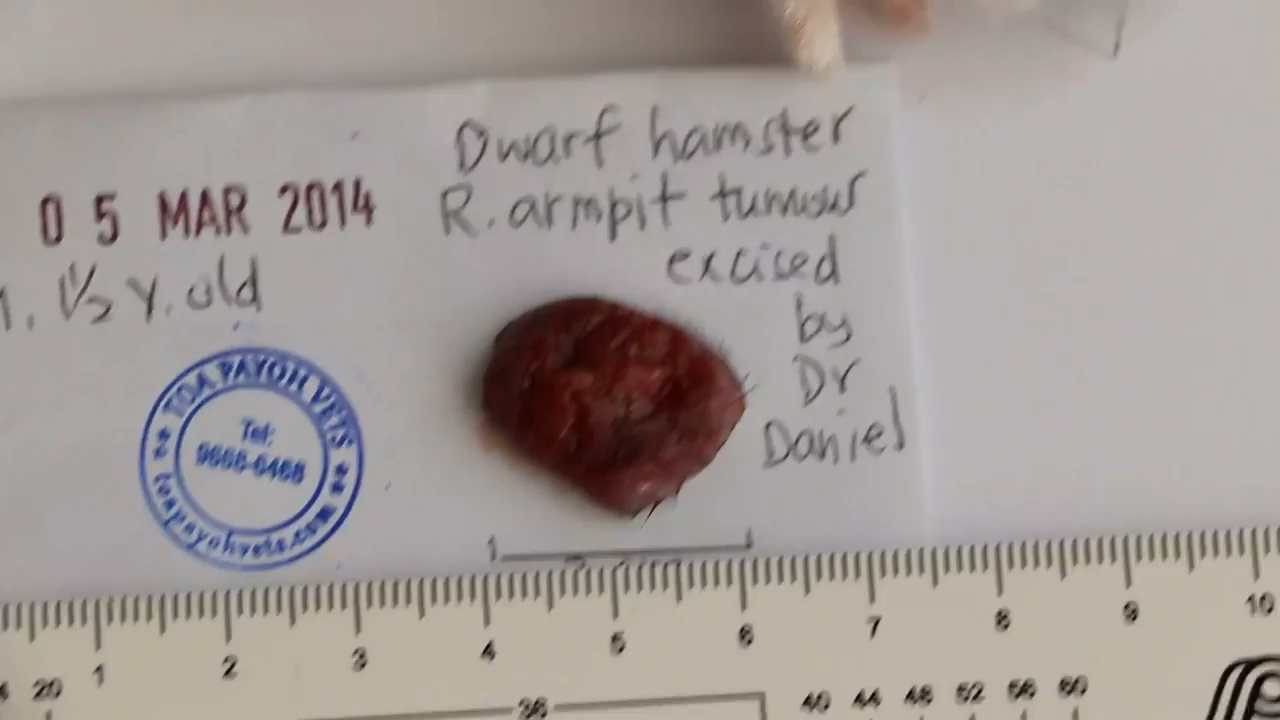 Dwarf hamster
R. armpit tumour
excised
by
Dr
Daniel
05 MAR 2014
1½ y. old
TOA PAYOH VETS
Tel:
9668-6468
toapayohvets.com
1 2 3 4 5 6 7 8 9 10
20
36
40 44 48 52 56 60